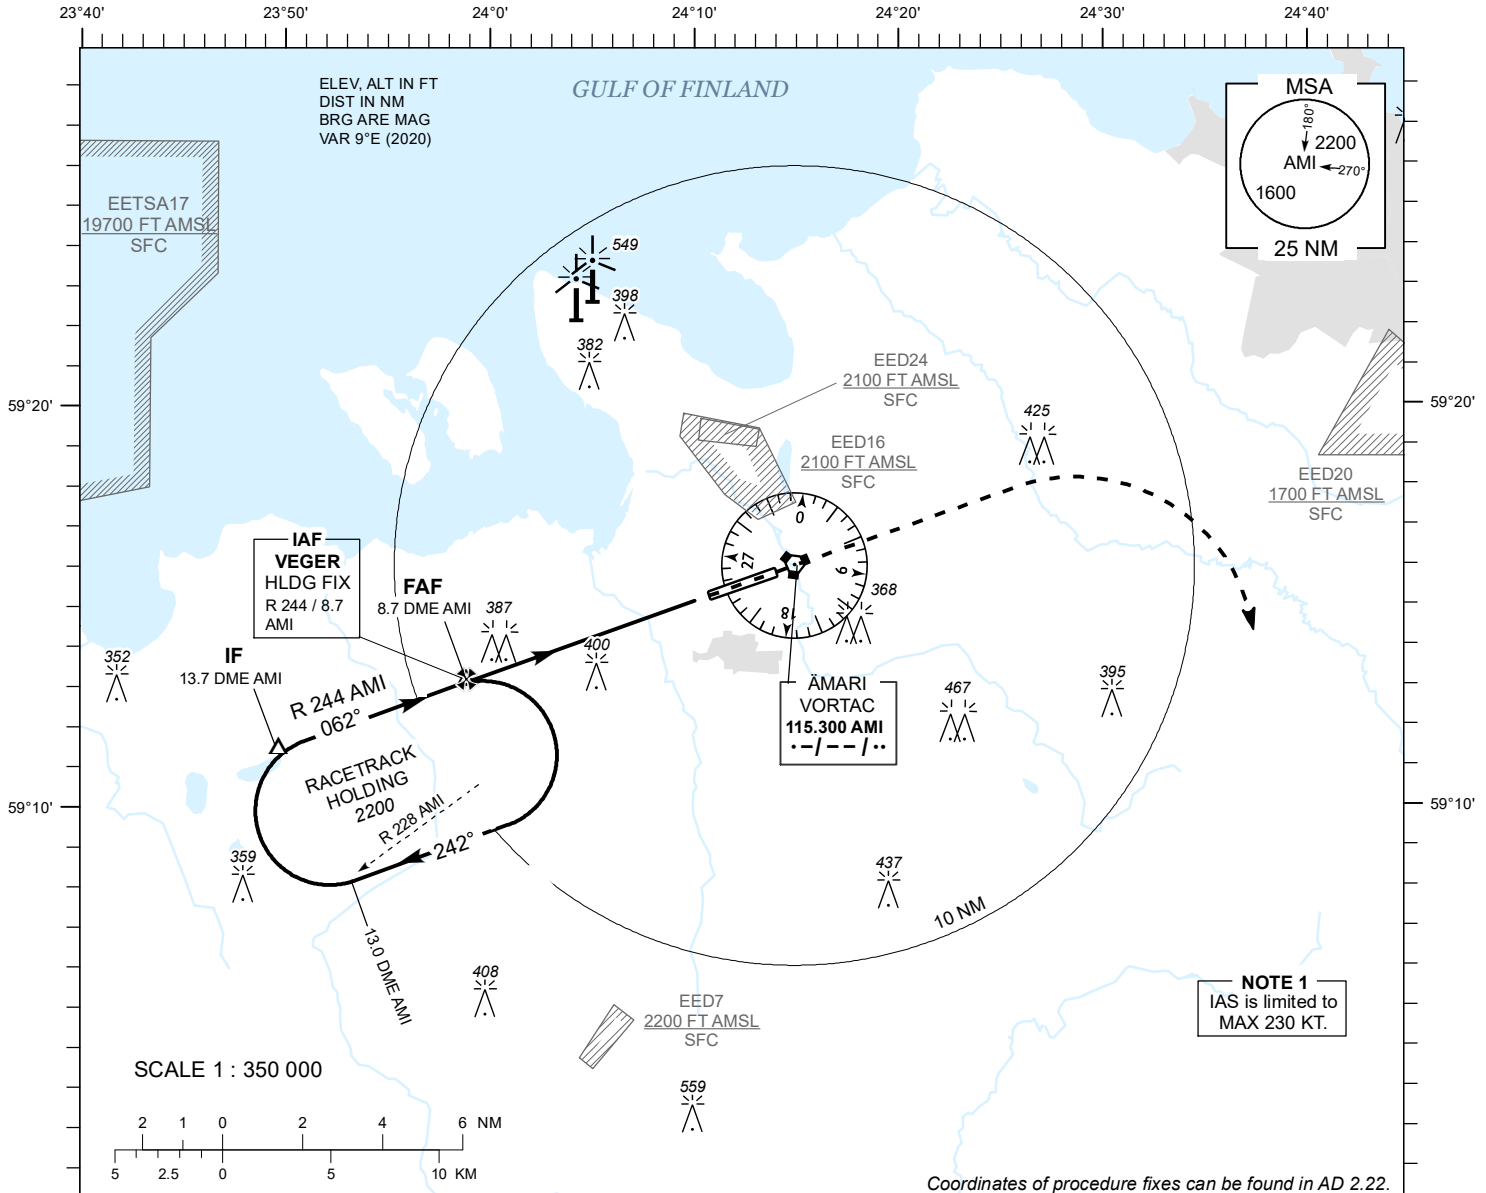 23°40'
23°50'
24°0'
24°10'
24°20'
24°30'
24°40'
ELEV, ALT IN FT
DIST IN NM
BRG ARE MAG
VAR 9°E (2020)
GULF OF FINLAND
MSA
180°
2200
AMI
270°
1600
25 NM
EETSA17
19700 FT AMSL
SFC
549
398
382
EED24
2100 FT AMSL
SFC
59°20'
59°20'
425
EED16
2100 FT AMSL
SFC
EED20
1700 FT AMSL
SFC
0
27
9
18
IAF
VEGER
HLDG FIX
R 244 / 8.7
AMI
FAF
8.7 DME AMI
387
368
400
352
IF
13.7 DME AMI
R 244 AMI
062°
395
467
ÄMARI
VORTAC
115.300 AMI
• –/– –/• •
RACETRACK
HOLDING
2200
R 228 AMI
242°
59°10'
59°10'
359
437
10 NM
13.0 DME AMI
408
EED7
2200 FT AMSL
SFC
NOTE 1
IAS is limited to
MAX 230 KT.
SCALE 1 : 350 000
559
2 1 0 2 4 6 NM
5 2.5 0 5 10 KM
Coordinates of procedure fixes can be found in AD 2.22.